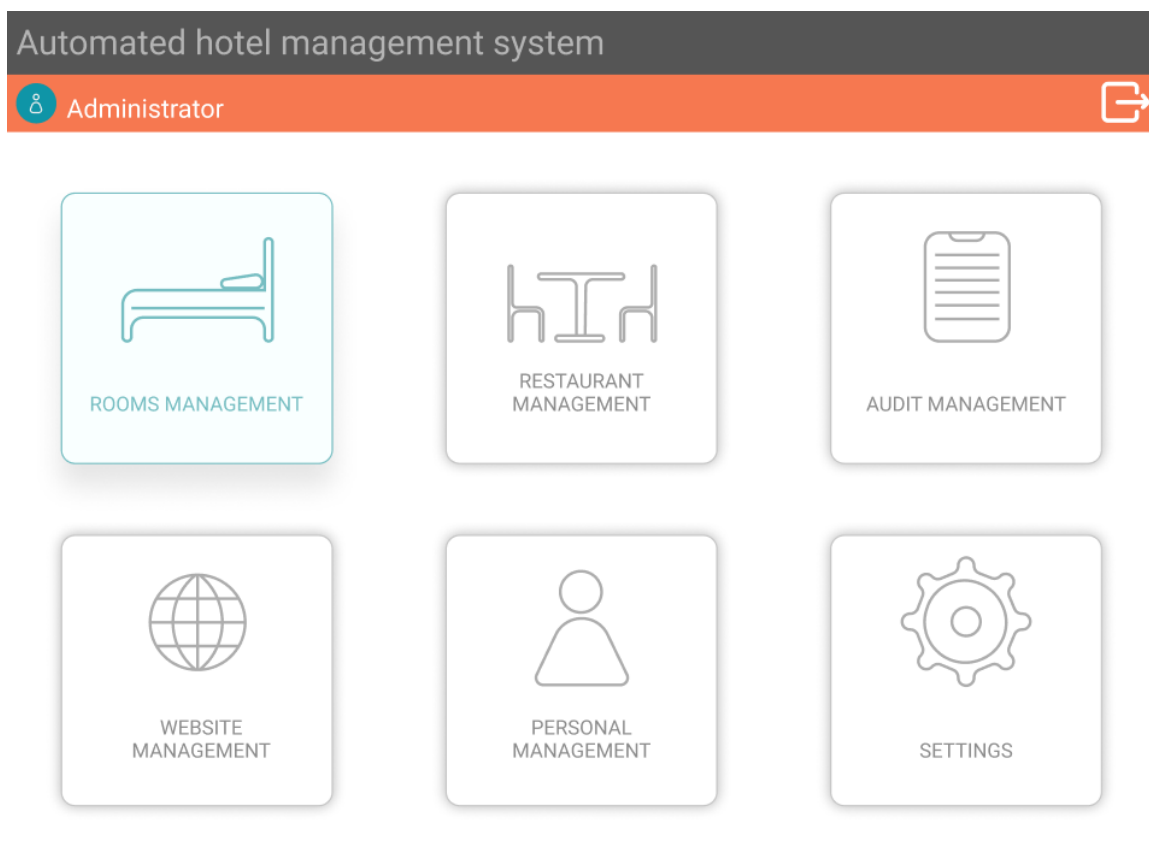 Automated hotel management system
Administrator
ROOMS MANAGEMENT
RESTAURANT
MANAGEMENT
AUDIT MANAGEMENT
WEBSITE
MANAGEMENT
PERSONAL
MANAGEMENT
SETTINGS